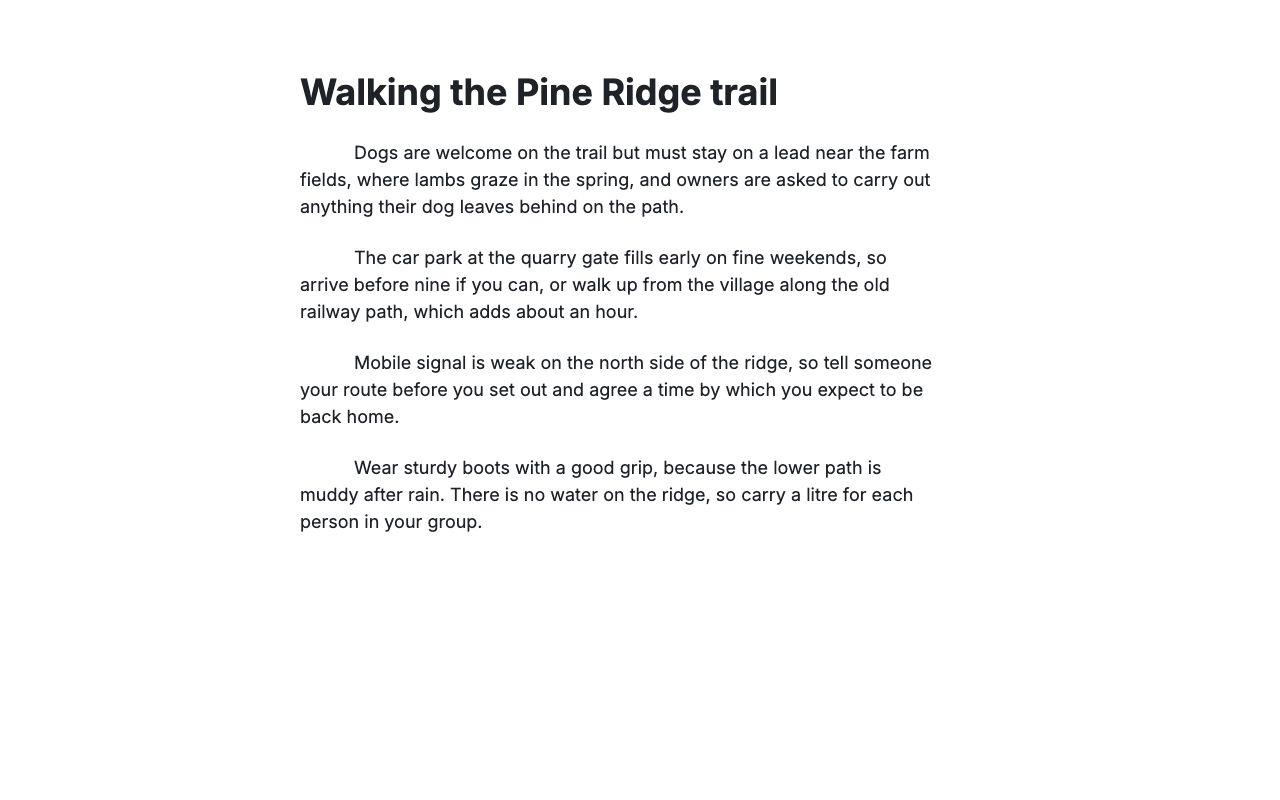 Walking the Pine Ridge trail
Dogs are welcome on the trail but must stay on a lead near the farm
fields, where lambs graze in the spring, and owners are asked to carry out
anything their dog leaves behind on the path.
The car park at the quarry gate fills early on fine weekends, so
arrive before nine if you can, or walk up from the village along the old
railway path, which adds about an hour.
Mobile signal is weak on the north side of the ridge, so tell someone
your route before you set out and agree a time by which you expect to be
back home.
Wear sturdy boots with a good grip, because the lower path is
muddy after rain. There is no water on the ridge, so carry a litre for each
person in your group.